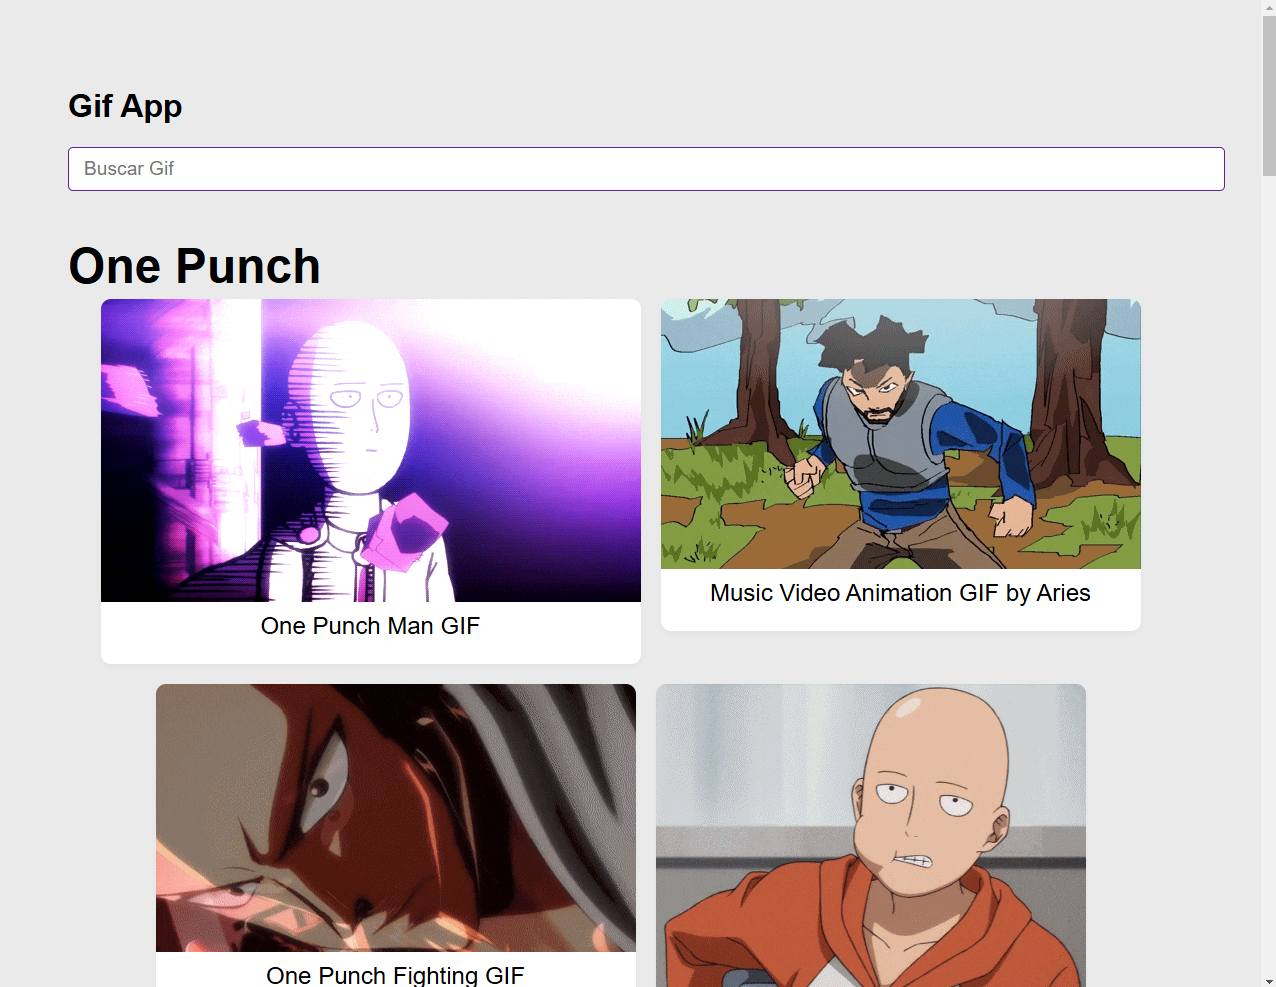 Gif App
Buscar Gif
One Punch
One Punch Man GIF
Music Video Animation GIF by Aries
One Punch Fighting GIF